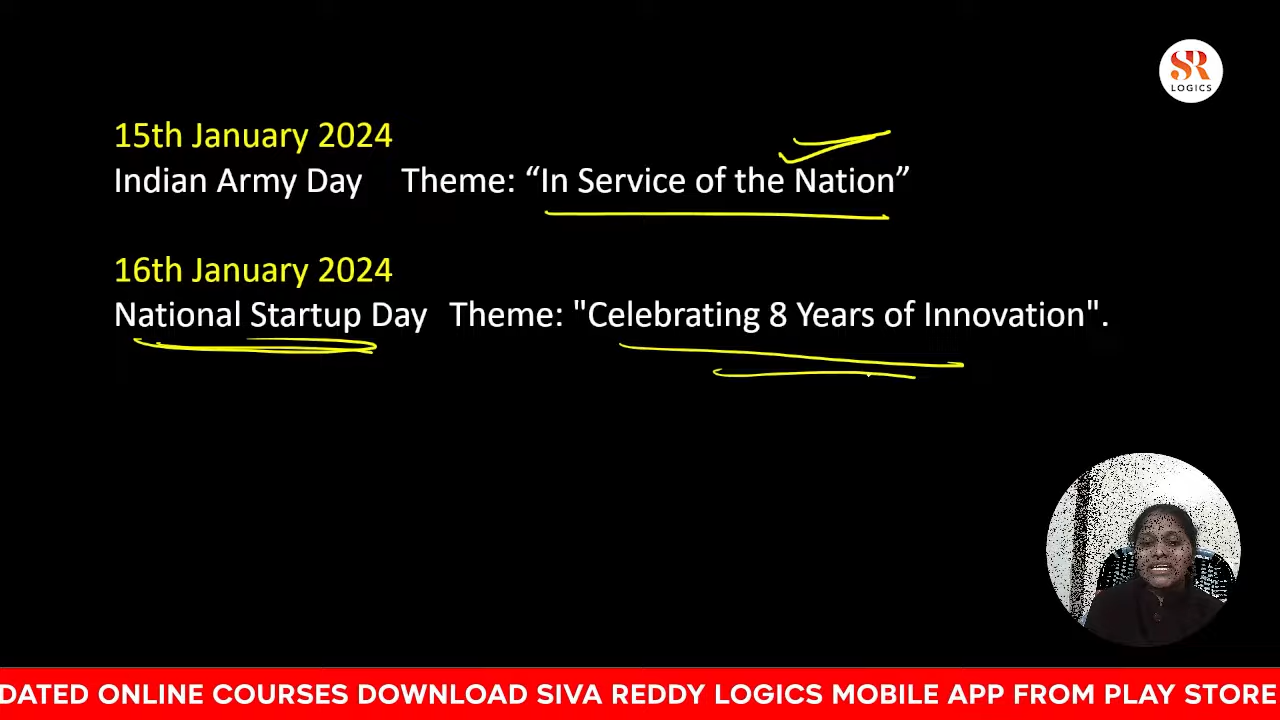 SR
LOGICS
15th January 2024
Indian Army Day Theme: “In Service of the Nation”
16th January 2024
National Startup Day Theme: "Celebrating 8 Years of Innovation".
DATED ONLINE COURSES DOWNLOAD SIVA REDDY LOGICS MOBILE APP FROM PLAY STORE